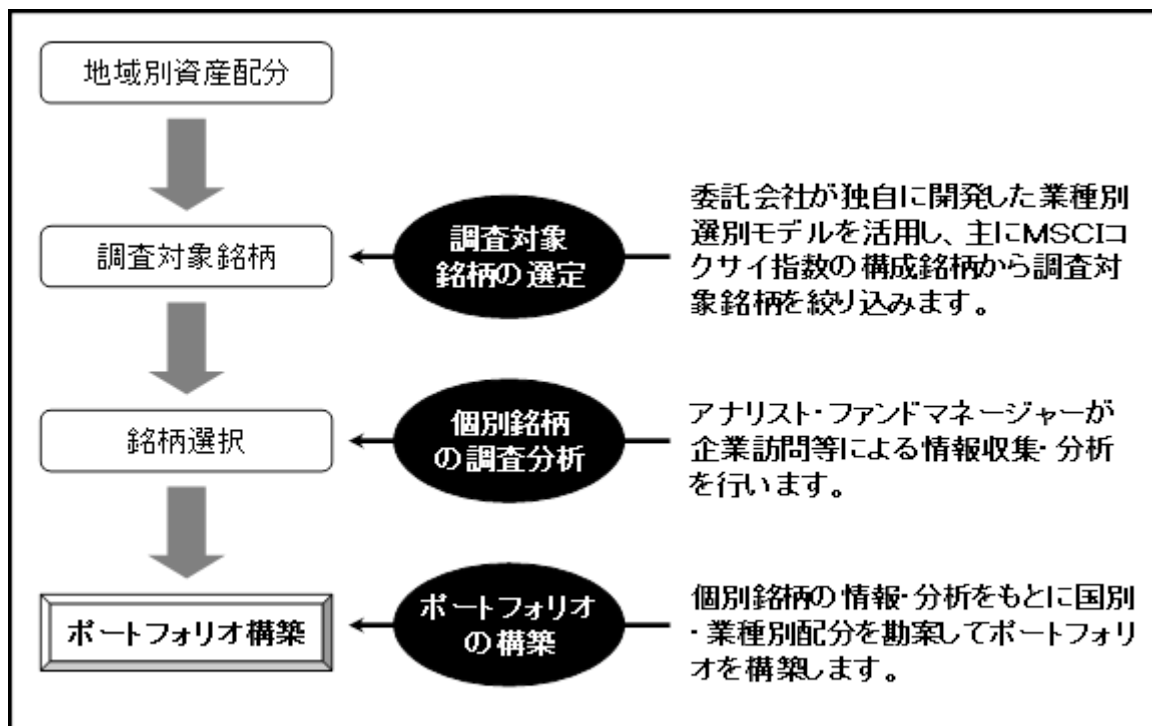 地域別資産配分
調査対象銘柄
調査対象
銘柄の選定
委託会社が独自に開発した業種別
選別モデルを活用し、主にMSCIコ
クサイ指数の構成銘柄から調査対
象銘柄を絞り込みます。
銘柄選択
個別銘柄
の調査分析
アナリスト・ファンドマネージャーが
企業訪問等による情報収集・分析
を行います。
ポートフォリオ構築
ポートフォリオ
の構築
個別銘柄の情報・分析をもとに国別
・業種別配分を勘案してポートフォリ
オを構築します。